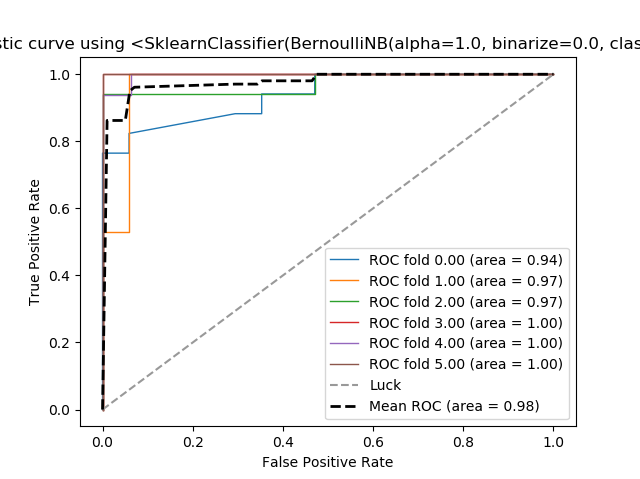 stic curve using <SklearnClassifier(BernoulliNB(alpha=1.0, binarize=0.0, clas
1.0
0.8
0.6
0.4
0.2
0.0
True Positive Rate
0.0 0.2 0.4 0.6 0.8 1.0
False Positive Rate
ROC fold 0.00 (area = 0.94)
ROC fold 1.00 (area = 0.97)
ROC fold 2.00 (area = 0.97)
ROC fold 3.00 (area = 1.00)
ROC fold 4.00 (area = 1.00)
ROC fold 5.00 (area = 1.00)
Luck
Mean ROC (area = 0.98)